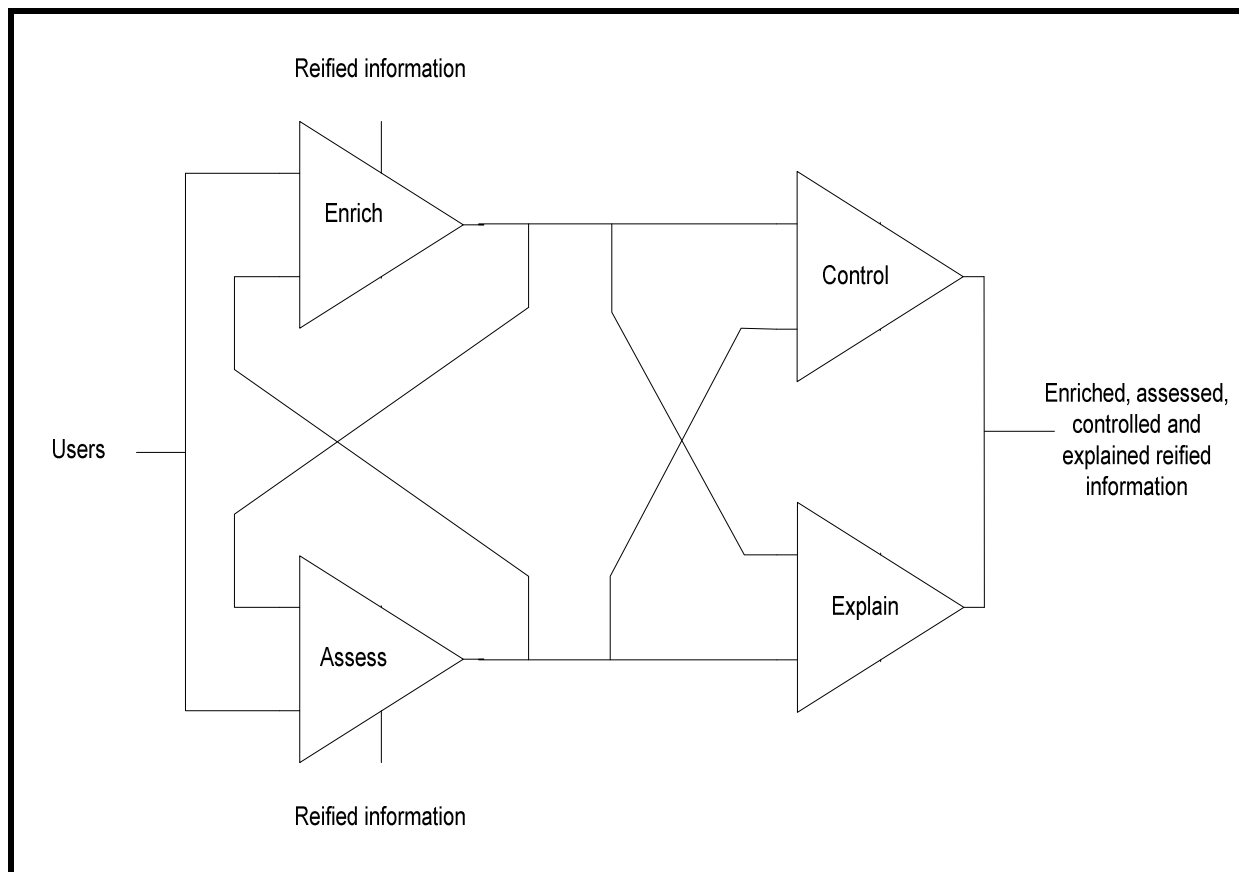 Reified information
Enrich
Control
Users
Enriched, assessed,
controlled and
explained reified
information
Explain
Assess
Reified information